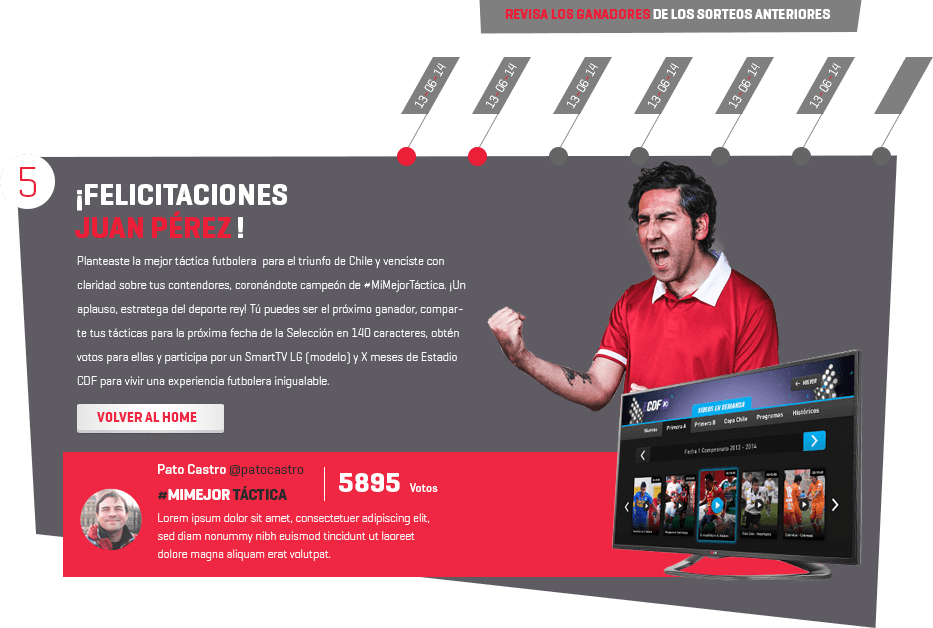 REVISA LOS GANADORES DE LOS SORTEOS ANTERIORES
13-06-14
13-06-14
13-06-14
13-06-14
13-06-14
13-06-14
5
¡FELICITACIONES
JUAN PÉREZ !
Planteaste la mejor táctica futbolera para el triunfo de Chile y venciste con
claridad sobre tus contendores, coronándote campeón de #MiMejorTáctica. ¡Un
aplauso, estratega del deporte rey! Tú puedes ser el próximo ganador, compar-
te tus tácticas para la próxima fecha de la Selección en 140 caracteres, obtén
votos para ellas y participa por un SmartTV LG (modelo) y X meses de Estadio
CDF para vivir una experiencia futbolera inigualable.
VOLVER AL HOME
Pato Castro @patocastro
5895 Votos
#MIMEJOR TÁCTICA
Lorem ipsum dolor sit amet, consectetuer adipiscing elit,
sed diam nonummy nibh euismod tincidunt ut laoreet
dolore magna aliquam erat volutpat.
VOLVER
CDF
VIDEOS EN DEMANDA
Primera A Primera B Copa Chile Programas Históricos
Fecha 1 Campeonato 2013 - 2014
LG